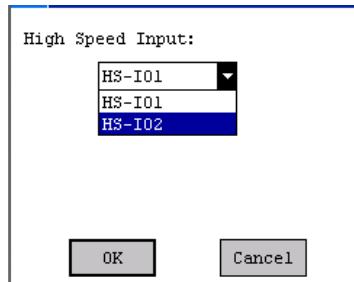 High Speed Input:
HS-I01
HS-I01
HS-I02
OK Cancel